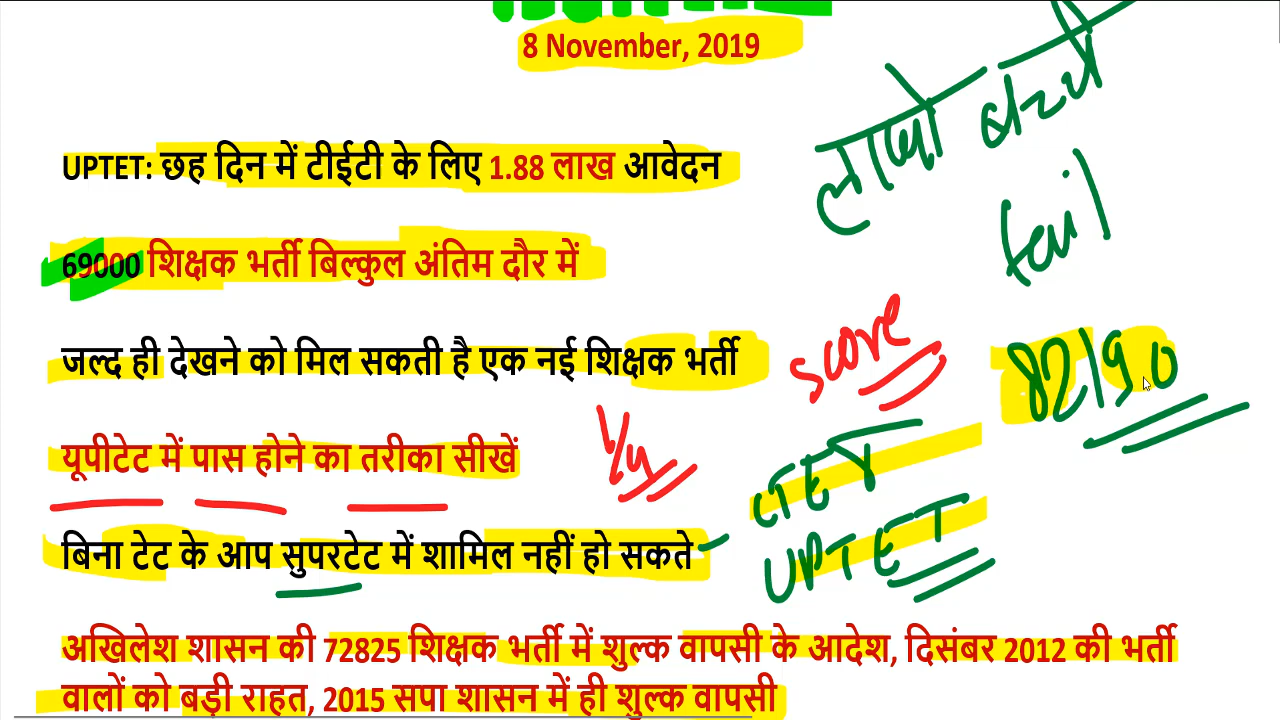 8 November, 2019
UPTET: छह दिन में टीईटी के लिए 1.88 लाख आवेदन
लाखो बच्चे
fail
69000 शिक्षक भर्ती बिल्कुल अंतिम दौर में
जल्द ही देखने को मिल सकती है एक नई शिक्षक भर्ती
score
82/90
यूपीटेट में पास होने का तरीका सीखें
1/4
CTET
बिना टेट के आप सुपरटेट में शामिल नहीं हो सकते
UPTET
अखिलेश शासन की 72825 शिक्षक भर्ती में शुल्क वापसी के आदेश, दिसंबर 2012 की भर्ती
वालों को बड़ी राहत, 2015 सपा शासन में ही शुल्क वापसी